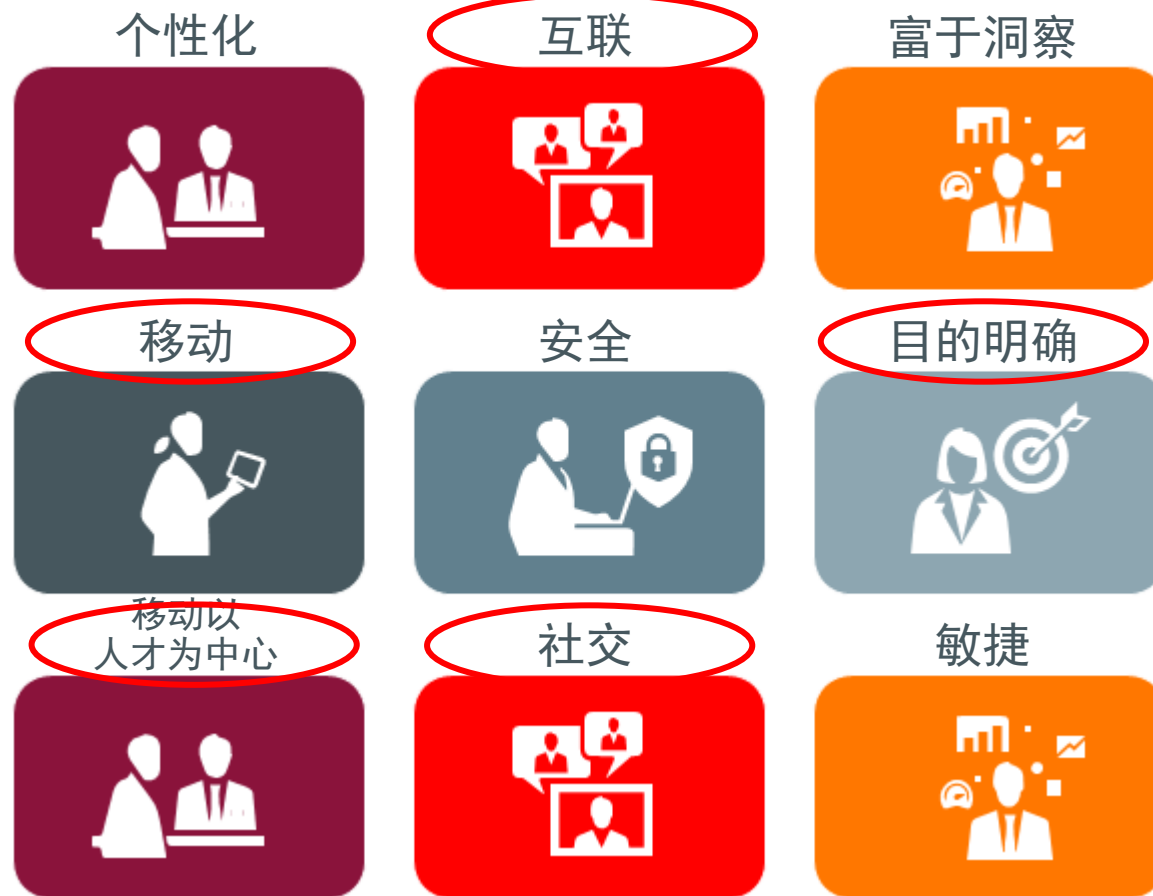 个性化
互联
富于洞察
移动
安全
目的明确
移动以
人才为中心
社交
敏捷